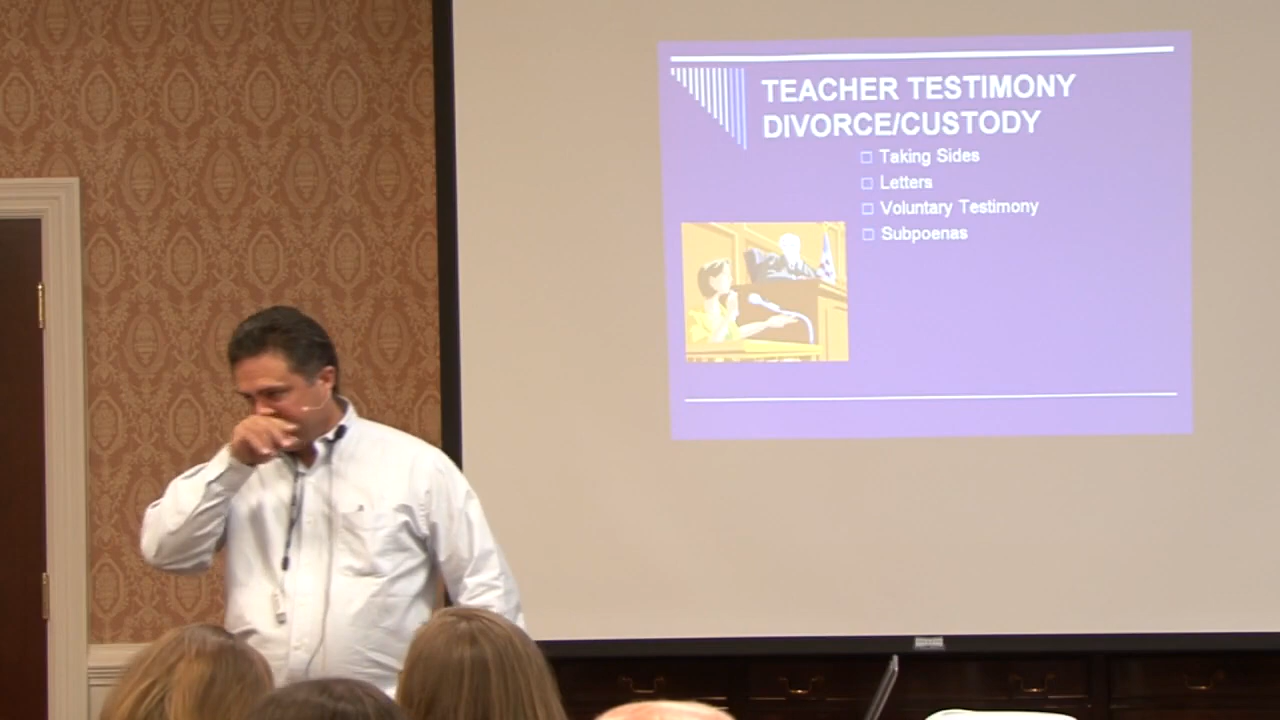 TEACHER TESTIMONY
DIVORCE/CUSTODY
Taking Sides
Letters
Voluntary Testimony
Subpoenas